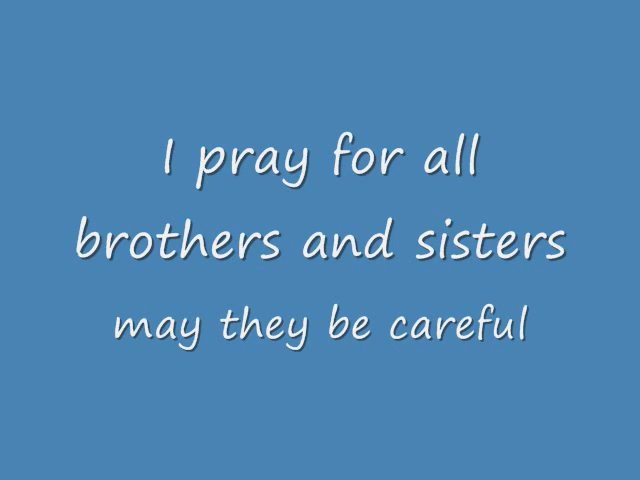 I pray for all
brothers and sisters
may they be careful